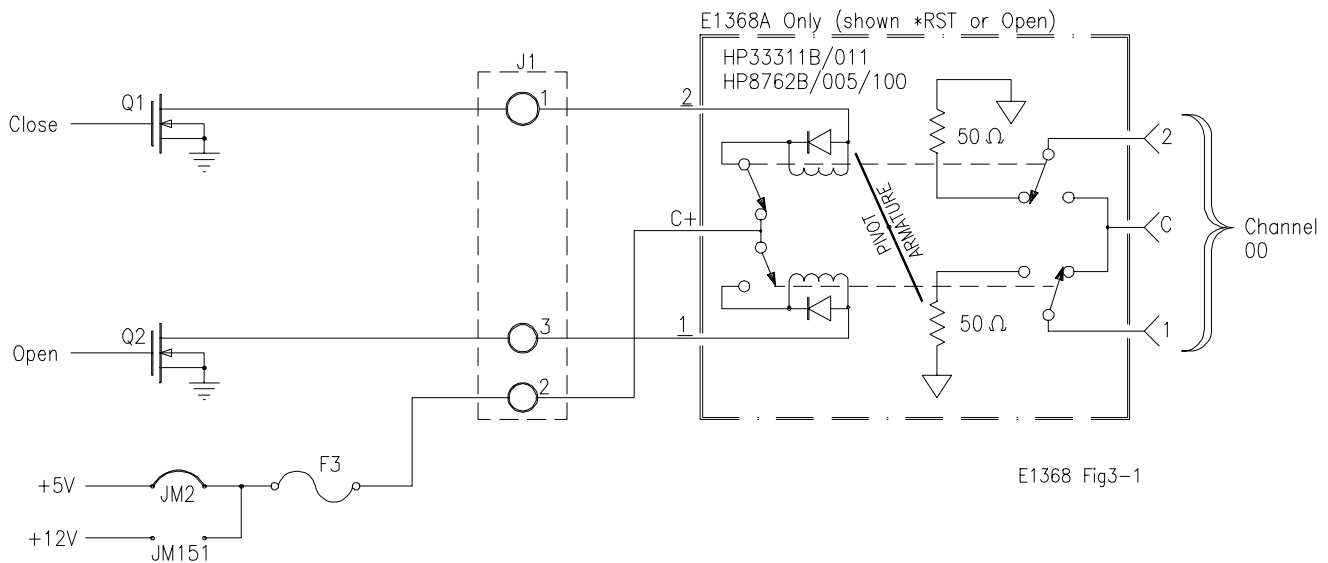 E1368A Only (shown *RST or Open)
HP33311B/011
HP8762B/005/100
J1
Q1
1
2
Close
50 Ω
2
PIVOT
ARMATURE
C+
C
Channel
00
Q2
3
1
50 Ω
1
Open
2
F3
+5V
JM2
E1368 Fig3-1
+12V
JM151